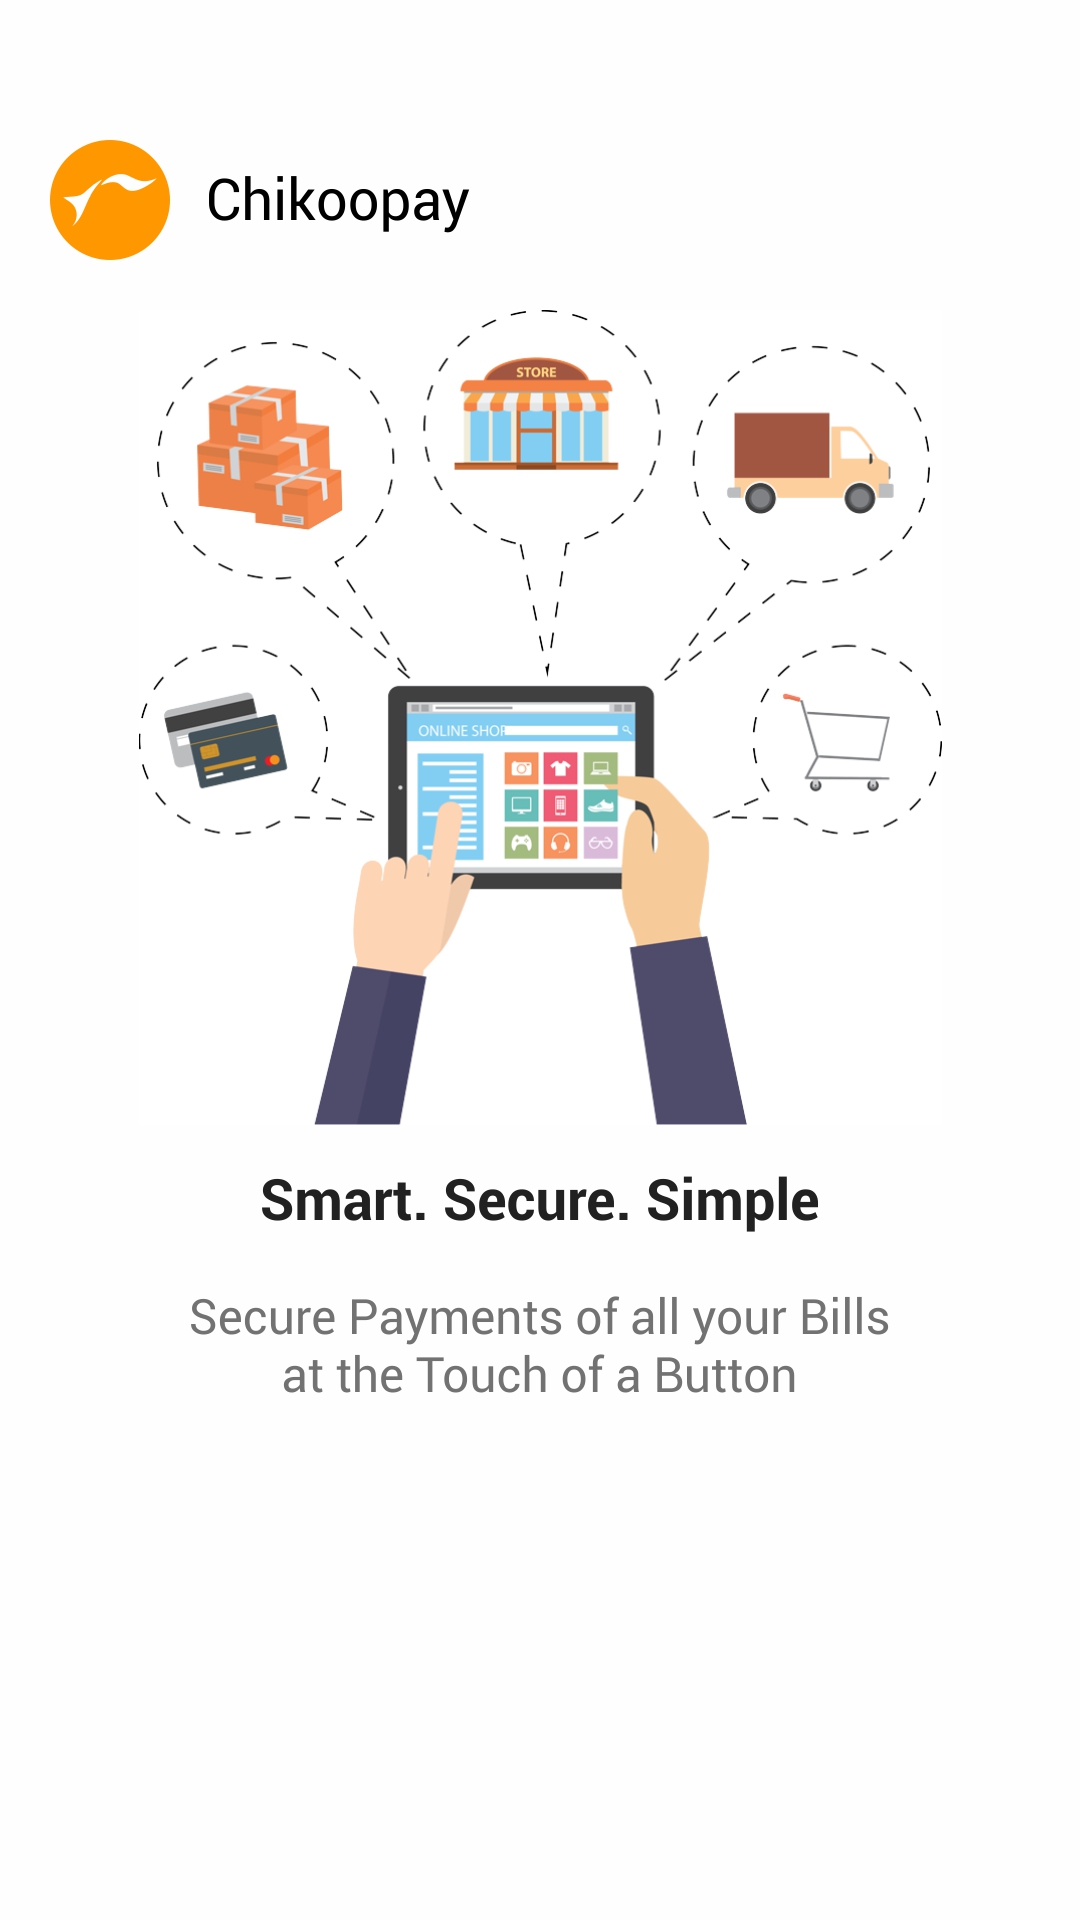 Chikoopay
STORE
ONLINE SHOP
Smart. Secure. Simple
Secure Payments of all your Bills
at the Touch of a Button